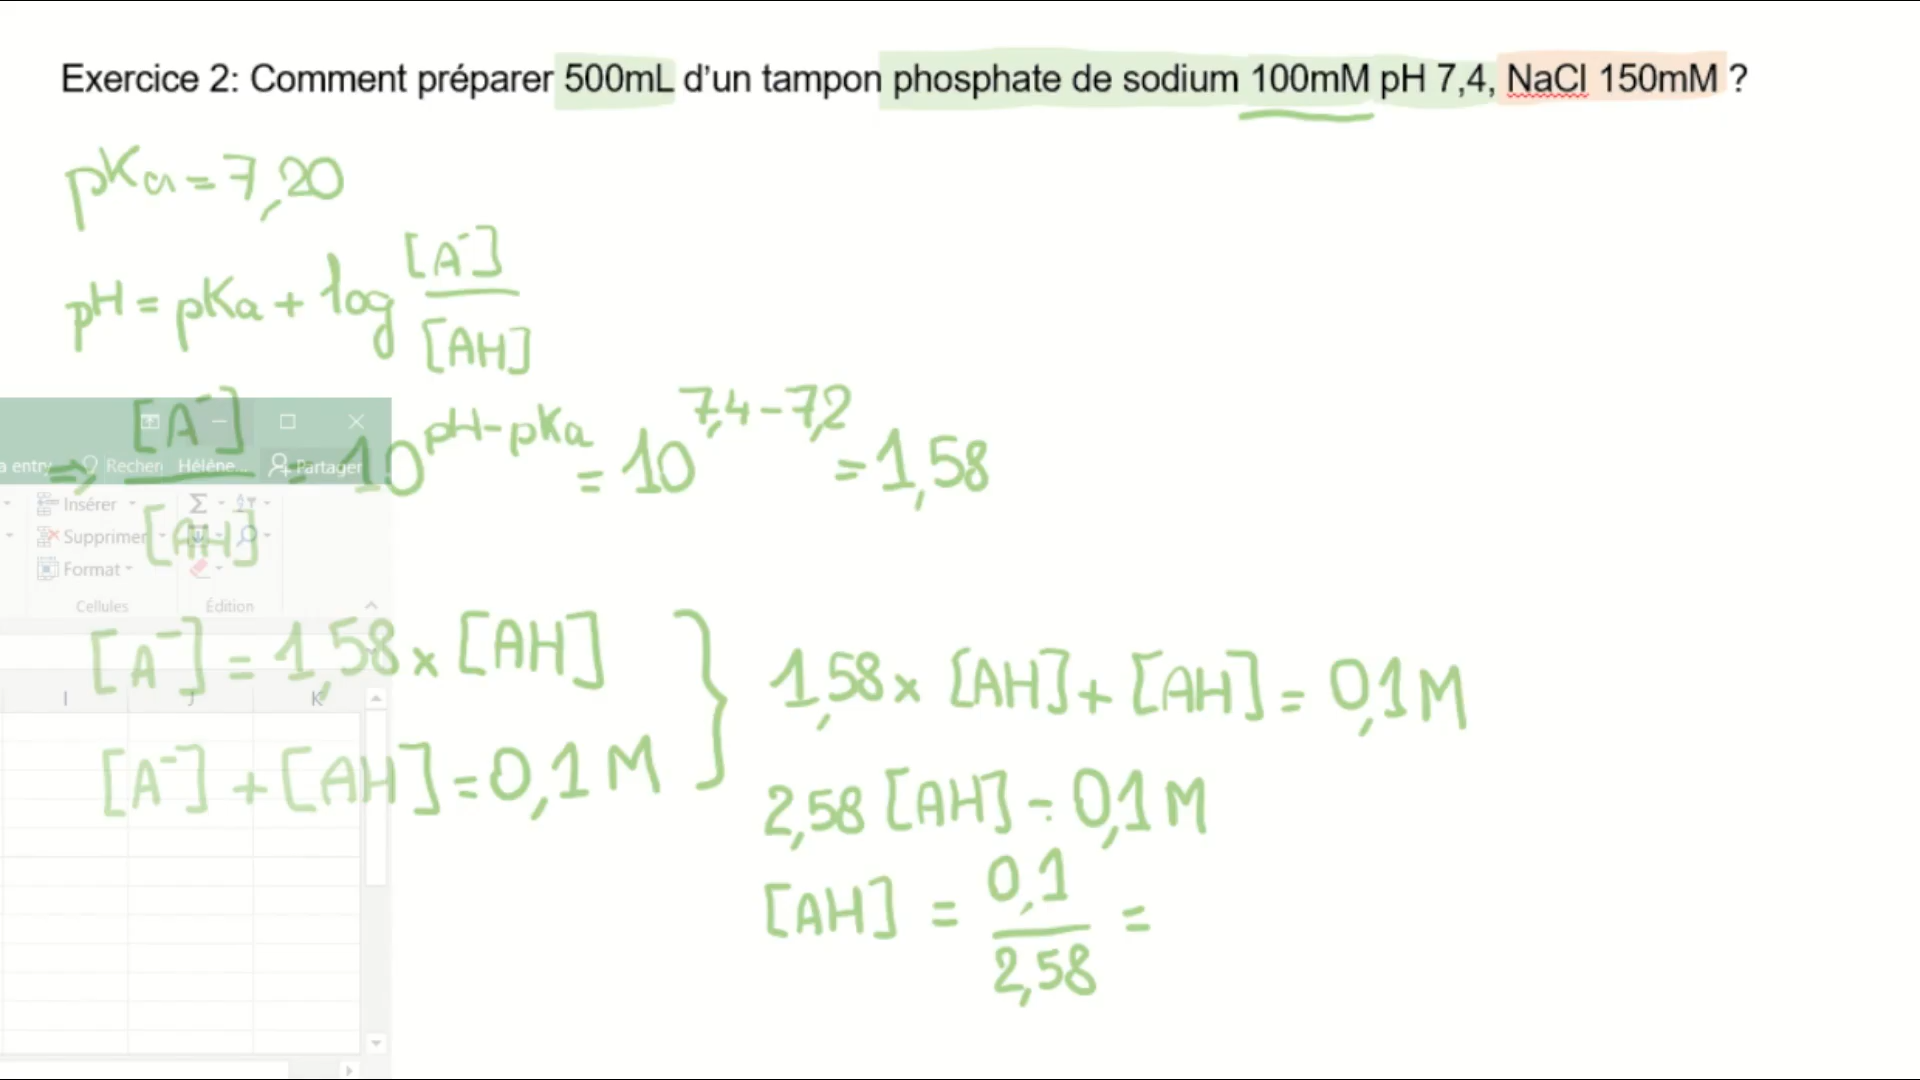 Exercice 2: Comment préparer 500mL d'un tampon phosphate de sodium 100mM pH 7,4, NaCl 150mM ?
pKa = 7,20
pH = pKa + log [A⁻] / [AH]
⇒ [A⁻] / [AH] = 10^(pH-pKa) = 10^(7,4-7,2) = 1,58
a entry Recher Hélène... Partager
Insérer
Supprimer
Format
Cellules Édition
[A⁻] = 1,58 × [AH]
[A⁻] + [AH] = 0,1 M
I J K
1,58 × [AH] + [AH] = 0,1 M
2,58 [AH] = 0,1 M
[AH] = 0,1 / 2,58 =